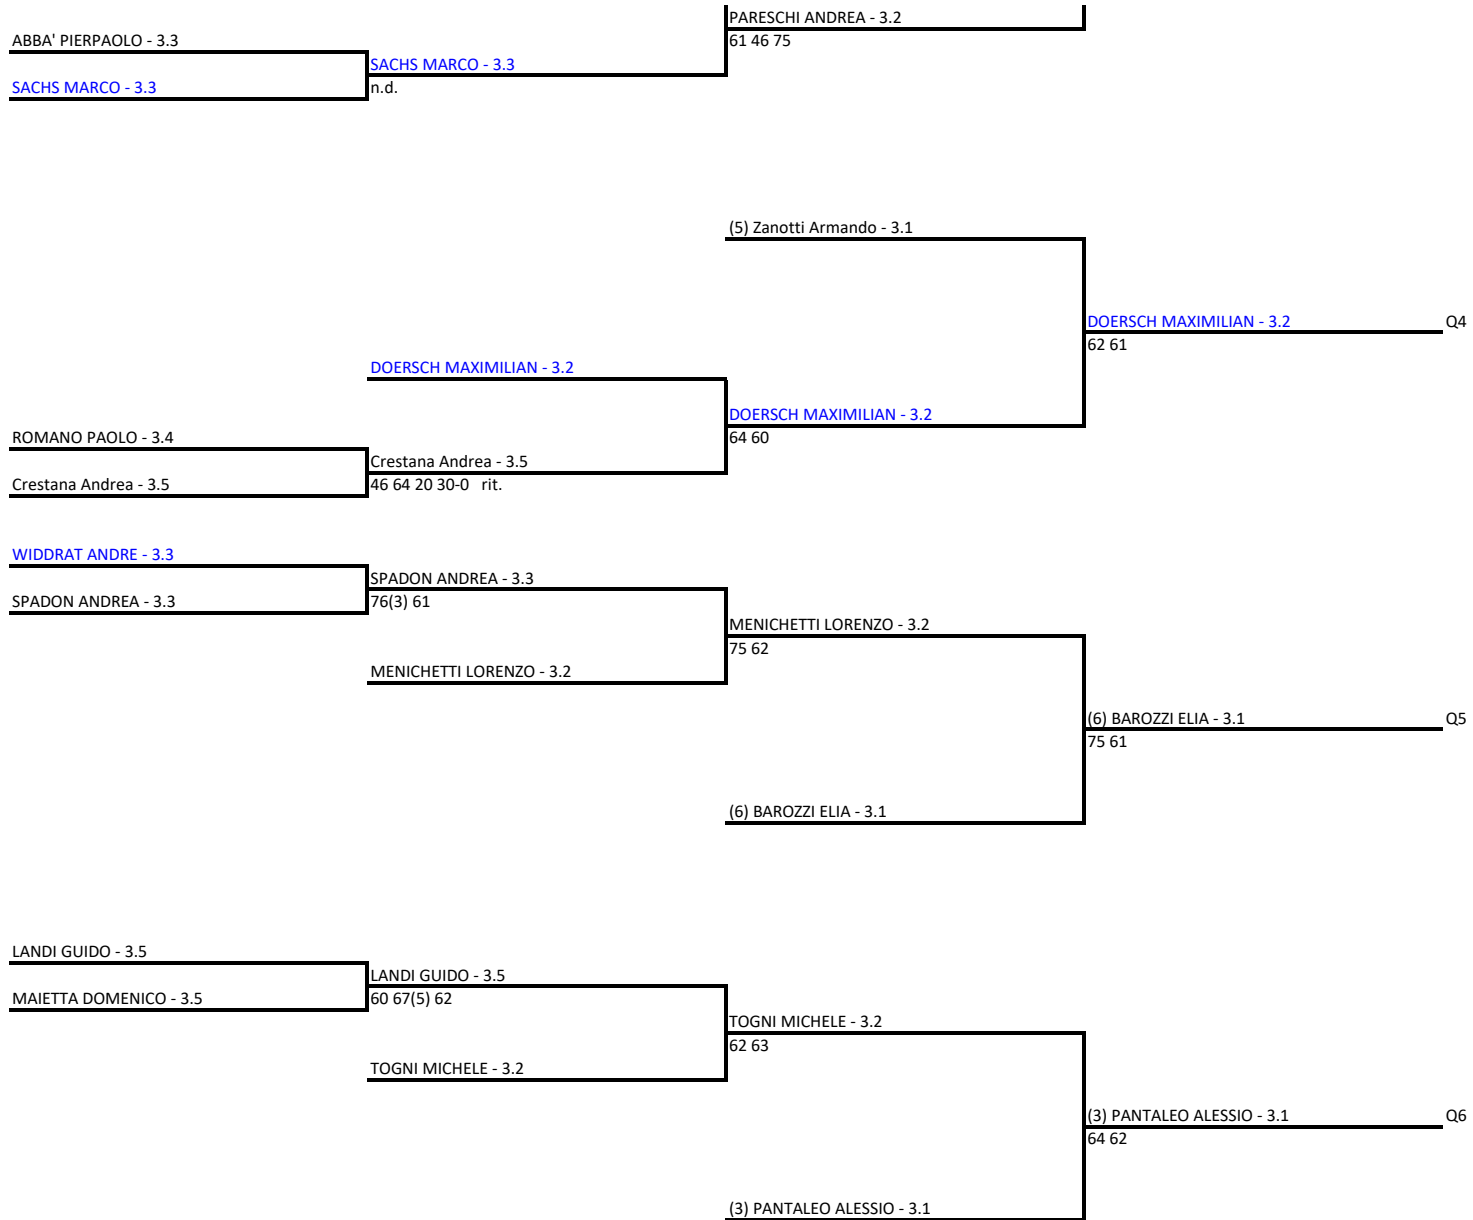 PARESCHI ANDREA - 3.2
ABBA' PIERPAOLO - 3.3
61 46 75
SACHS MARCO - 3.3
SACHS MARCO - 3.3
n.d.
(5) Zanotti Armando - 3.1
DOERSCH MAXIMILIAN - 3.2
Q4
62 61
DOERSCH MAXIMILIAN - 3.2
DOERSCH MAXIMILIAN - 3.2
ROMANO PAOLO - 3.4
64 60
Crestana Andrea - 3.5
Crestana Andrea - 3.5
46 64 20 30-0 rit.
WIDDRAT ANDRE - 3.3
SPADON ANDREA - 3.3
SPADON ANDREA - 3.3
76(3) 61
MENICHETTI LORENZO - 3.2
75 62
MENICHETTI LORENZO - 3.2
(6) BAROZZI ELIA - 3.1
Q5
75 61
(6) BAROZZI ELIA - 3.1
LANDI GUIDO - 3.5
LANDI GUIDO - 3.5
MAIETTA DOMENICO - 3.5
60 67(5) 62
TOGNI MICHELE - 3.2
62 63
TOGNI MICHELE - 3.2
(3) PANTALEO ALESSIO - 3.1
Q6
64 62
(3) PANTALEO ALESSIO - 3.1